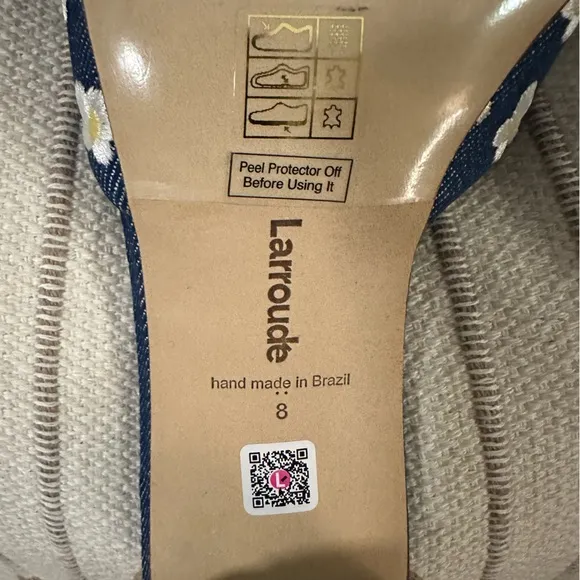 Peel Protector Off
Before Using It
Larroude
hand made in Brazil
8
L